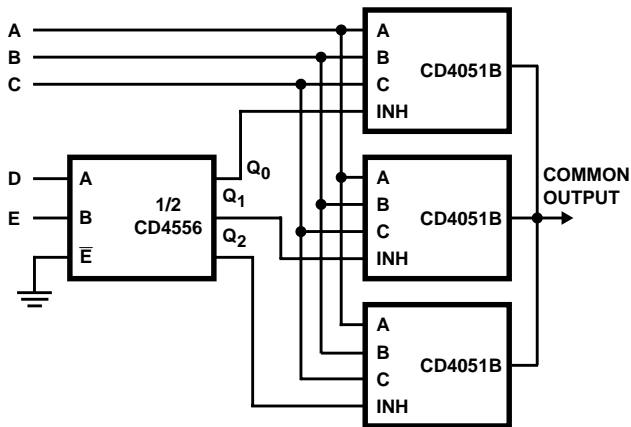 A
B
C
A
B
C
INH
CD4051B
D
E
A
B
E̅
1/2
CD4556
Q0
Q1
Q2
A
B
C
INH
CD4051B
COMMON
OUTPUT
A
B
C
INH
CD4051B